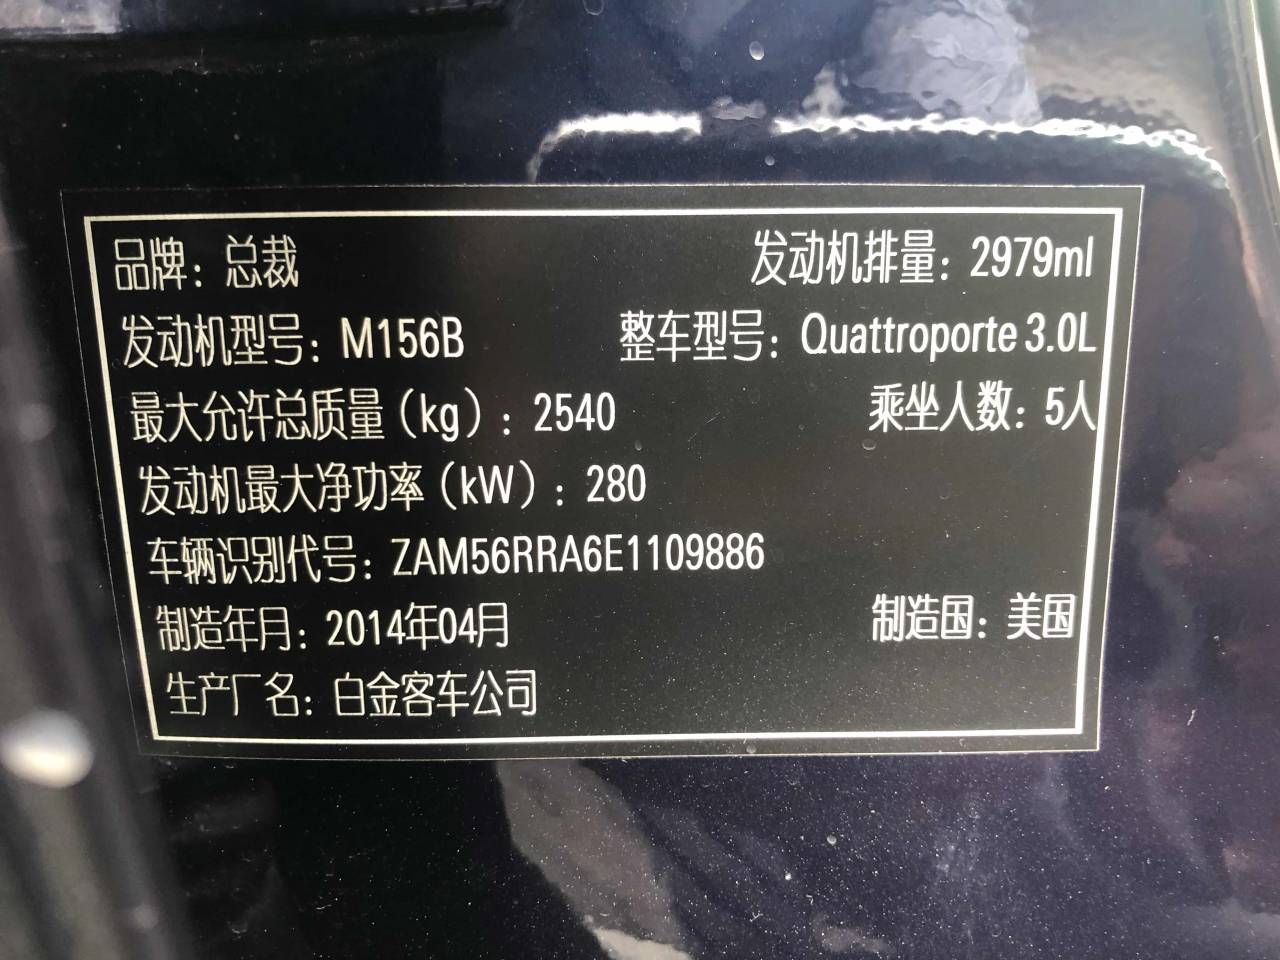 品牌：总裁 发动机排量：2979ml
发动机型号：M156B 整车型号：Quattroporte 3.0L
最大允许总质量（kg）：2540 乘坐人数：5人
发动机最大净功率（kW）：280
车辆识别代号：ZAM56RRA6E1109886
制造年月：2014年04月 制造国：美国
生产厂名：白金客车公司